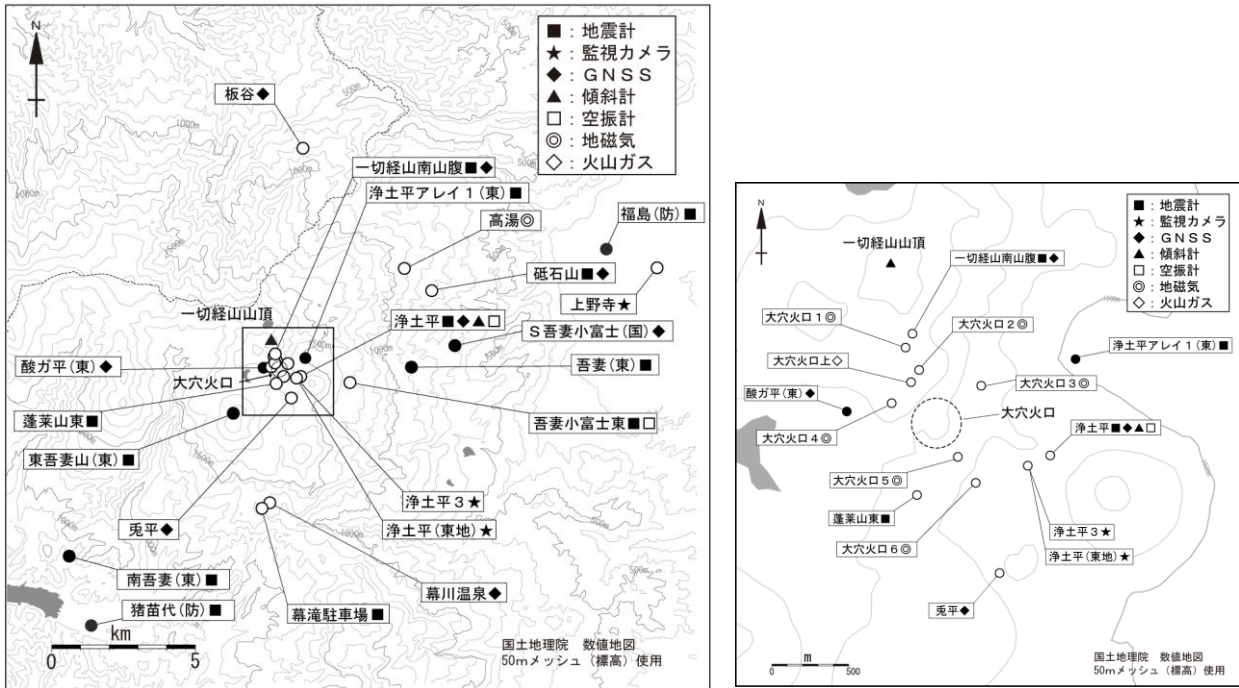 N
■：地震計
★：監視カメラ
◆：ＧＮＳＳ
▲：傾斜計
□：空振計
◎：地磁気
◇：火山ガス
板谷◆
一切経山南山腹■◆
浄土平アレイ１(東)■
高湯◎
福島(防)■
砥石山■◆
上野寺★
一切経山山頂
浄土平■◆▲□
Ｓ吾妻小富士(国)◆
酸ガ平(東)◆
吾妻(東)■
大穴火口
蓬莱山東■
吾妻小富士東■□
東吾妻山(東)■
浄土平３★
兎平◆
浄土平(東地)★
南吾妻(東)■
幕川温泉◆
猪苗代(防)■
幕滝駐車場■
km
0 5
国土地理院　数値地図
50ｍメッシュ（標高）使用
1000m
1000m
500m
1500m
1000m
500m
1500m
1000m
500m
N
■：地震計
★：監視カメラ
◆：ＧＮＳＳ
▲：傾斜計
□：空振計
◎：地磁気
◇：火山ガス
一切経山山頂
一切経山南山腹■◆
大穴火口１◎
大穴火口２◎
浄土平アレイ１(東)■
大穴火口上◇
大穴火口３◎
酸ガ平(東)◆
大穴火口
大穴火口４◎
浄土平■◆▲□
大穴火口５◎
蓬莱山東■
浄土平３★
大穴火口６◎
浄土平(東地)★
兎平◆
m
0 500
国土地理院　数値地図
50ｍメッシュ（標高）使用